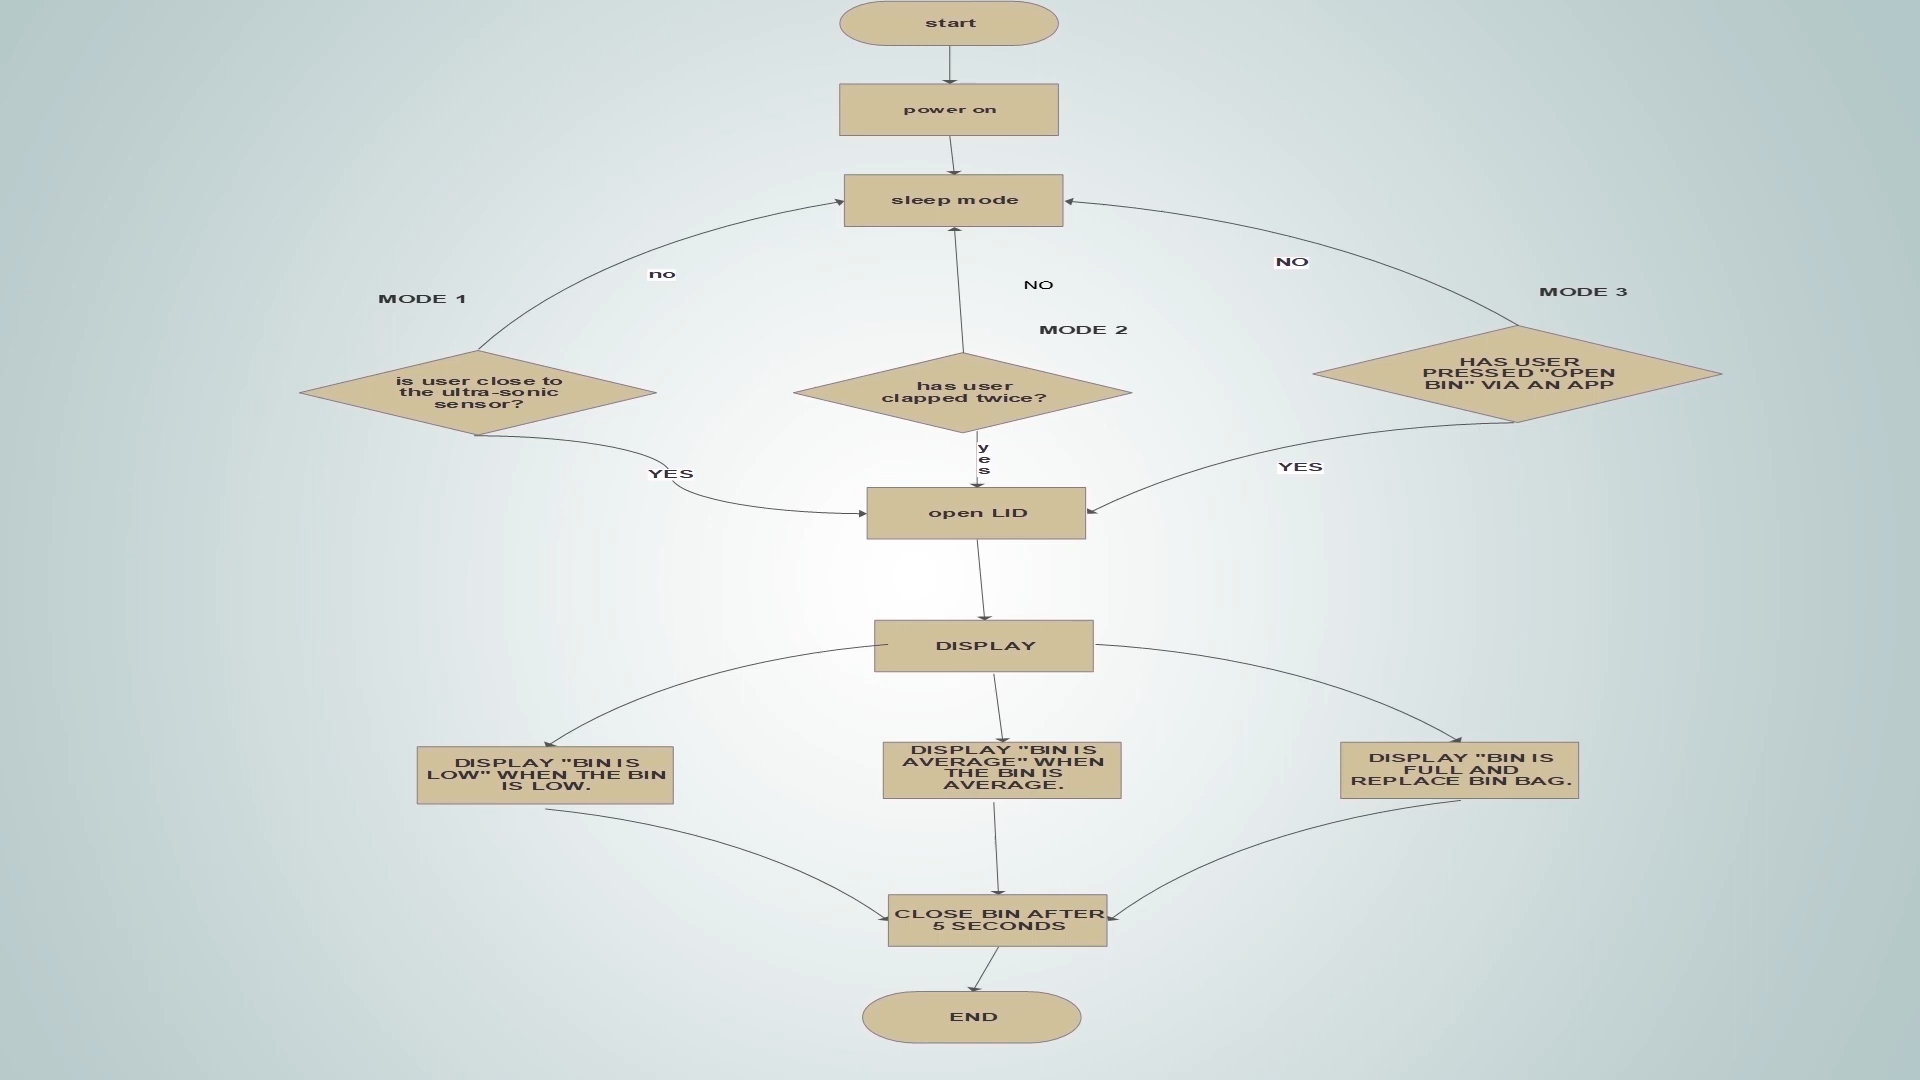 start
power on
sleep mode
no
NO
NO
MODE 1
MODE 2
MODE 3
is user close to
the ultra-sonic
sensor?
has user
clapped twice?
HAS USER
PRESSED "OPEN
BIN" VIA AN APP
YES
yes
YES
open LID
DISPLAY
DISPLAY "BIN IS
LOW" WHEN THE BIN
IS LOW.
DISPLAY "BIN IS
AVERAGE" WHEN
THE BIN IS
AVERAGE.
DISPLAY "BIN IS
FULL AND
REPLACE BIN BAG.
CLOSE BIN AFTER
5 SECONDS
END